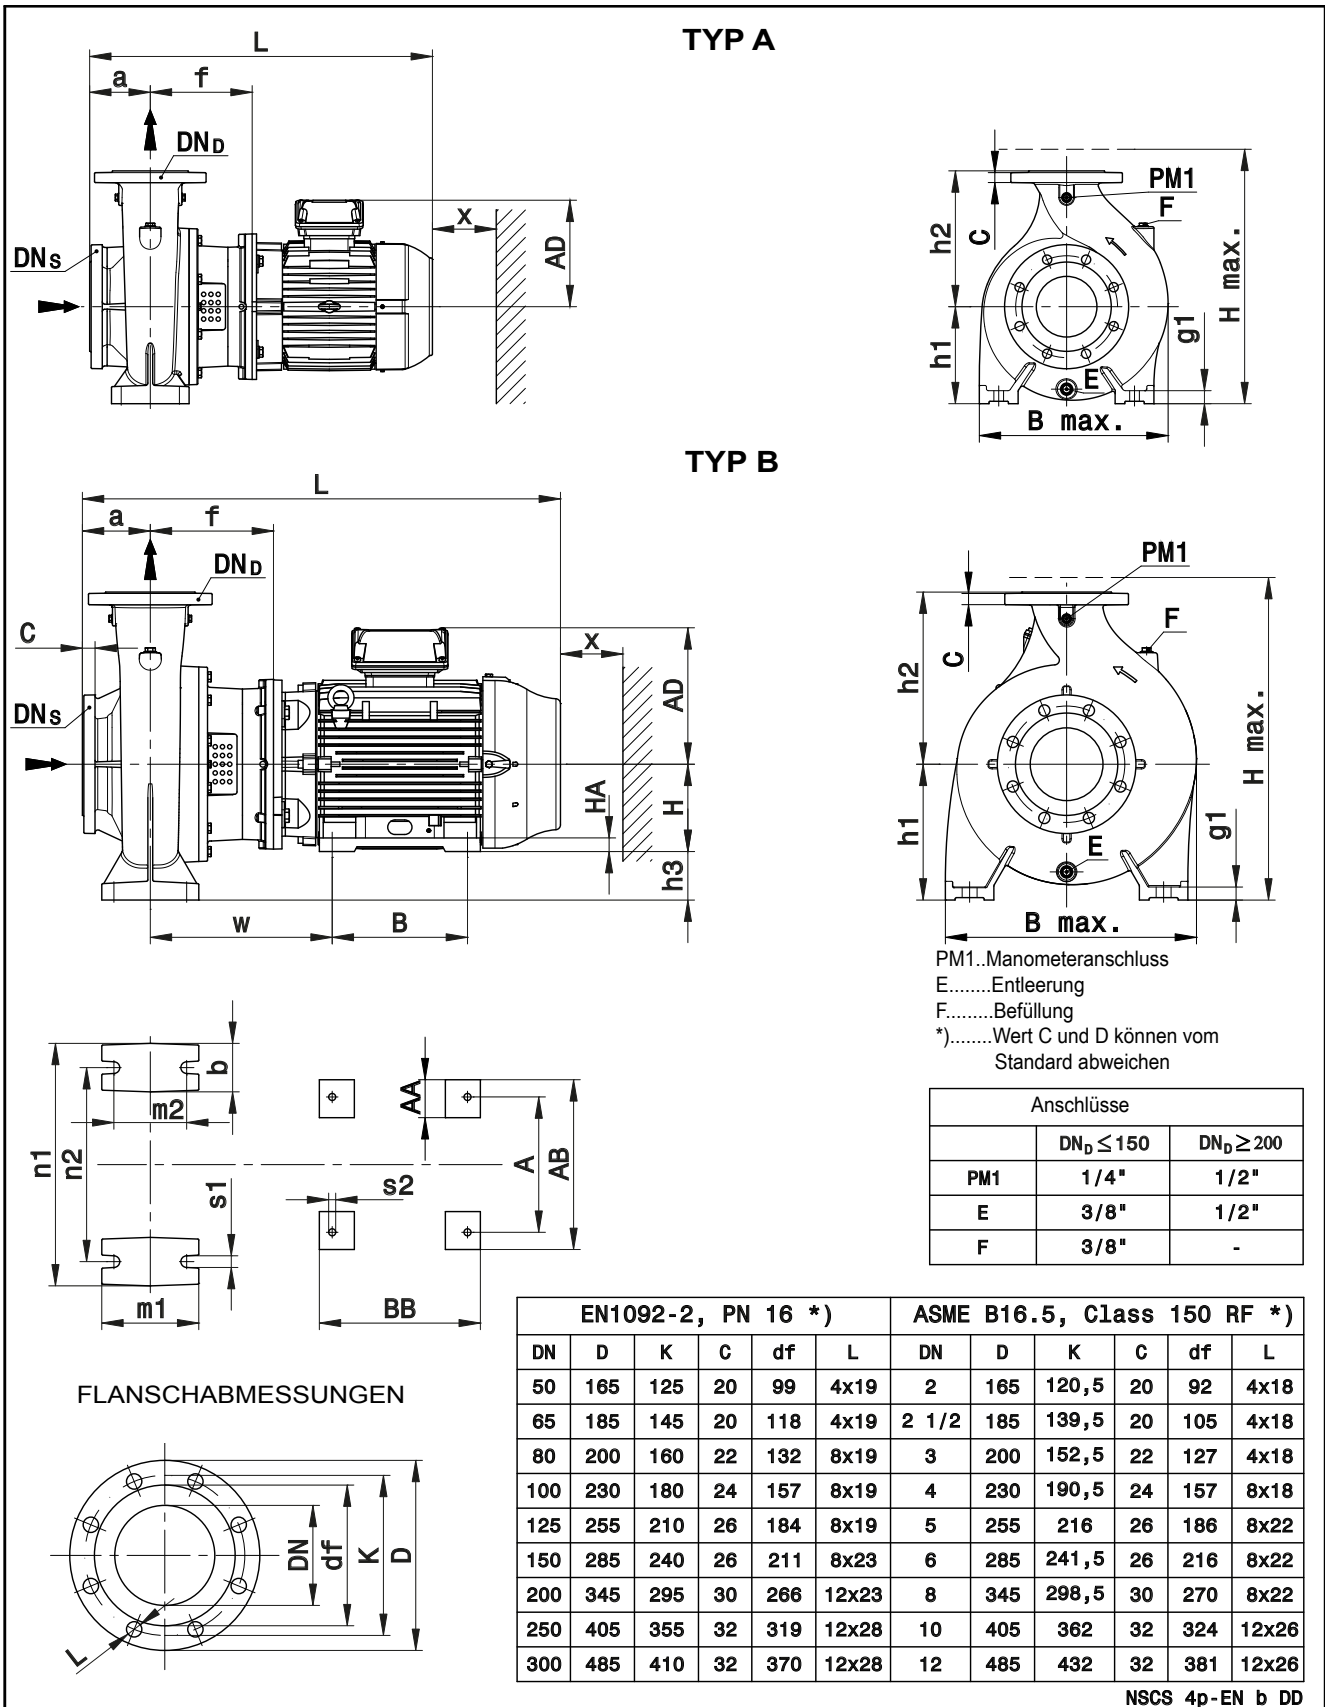 TYP A
L
a
f
DND
DNs
AD
x
PM1
F
C
h2
h1
H max.
g1
E
B max.
TYP B
L
a
f
DND
C
DNs
x
AD
HA
H
h3
w
B
PM1
F
C
h2
h1
H max.
g1
E
B max.
PM1..Manometeranschluss
E........Entleerung
F.........Befüllung
*)........Wert C und D können vom
Standard abweichen
n1
n2
b
m2
s1
m1
AA
A
AB
s2
BB
Anschlüsse
DND ≤ 150 DND ≥ 200
PM1 1/4" 1/2"
E 3/8" 1/2"
F 3/8" -
FLANSCHABMESSUNGEN
DN
df
K
D
L
EN1092-2, PN 16 *) ASME B16.5, Class 150 RF *)
DN D K C df L DN D K C df L
50 165 125 20 99 4x19 2 165 120,5 20 92 4x18
65 185 145 20 118 4x19 2 1/2 185 139,5 20 105 4x18
80 200 160 22 132 8x19 3 200 152,5 22 127 4x18
100 230 180 24 157 8x19 4 230 190,5 24 157 8x18
125 255 210 26 184 8x19 5 255 216 26 186 8x22
150 285 240 26 211 8x23 6 285 241,5 26 216 8x22
200 345 295 30 266 12x23 8 345 298,5 30 270 8x22
250 405 355 32 319 12x28 10 405 362 32 324 12x26
300 485 410 32 370 12x28 12 485 432 32 381 12x26
NSCS 4p-EN b DD